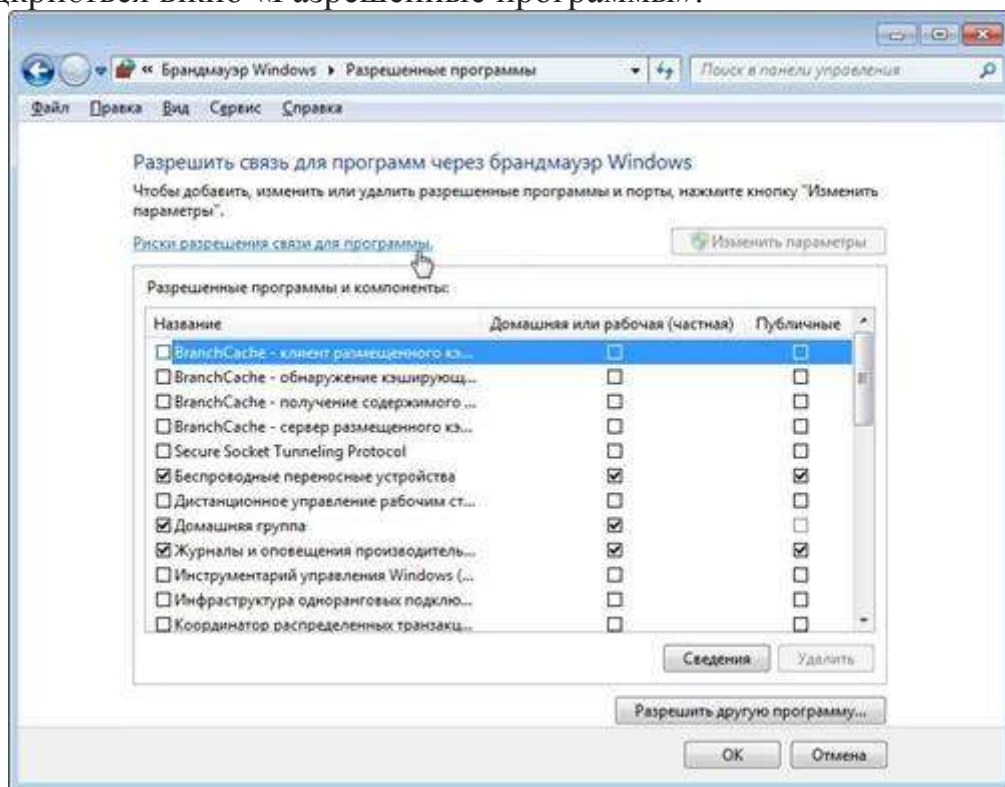 вікно «Разрешенные программы».
« Брандмауэр Windows ▸ Разрешенные программы
Поиск в панели управления
Файл Правка Вид Сервис Справка
Разрешить связь для программ через брандмауэр Windows
Чтобы добавить, изменить или удалить разрешенные программы и порты, нажмите кнопку "Изменить
параметры".
Риски разрешения связи для программы.
Изменить параметры
Разрешенные программы и компоненты:
Название Домашняя или рабочая (частная) Публичные
BranchCache - клиент размещенного кэ...
BranchCache - обнаружение кэширующ...
BranchCache - получение содержимого ...
BranchCache - сервер размещенного кэ...
Secure Socket Tunneling Protocol
Беспроводные переносные устройства
Дистанционное управление рабочим ст...
Домашняя группа
Журналы и оповещения производитель...
Инструментарий управления Windows (...
Инфраструктура одноранговых подклю...
Координатор распределенных транзакц...
Сведения Удалить
Разрешить другую программу...
OK Отмена